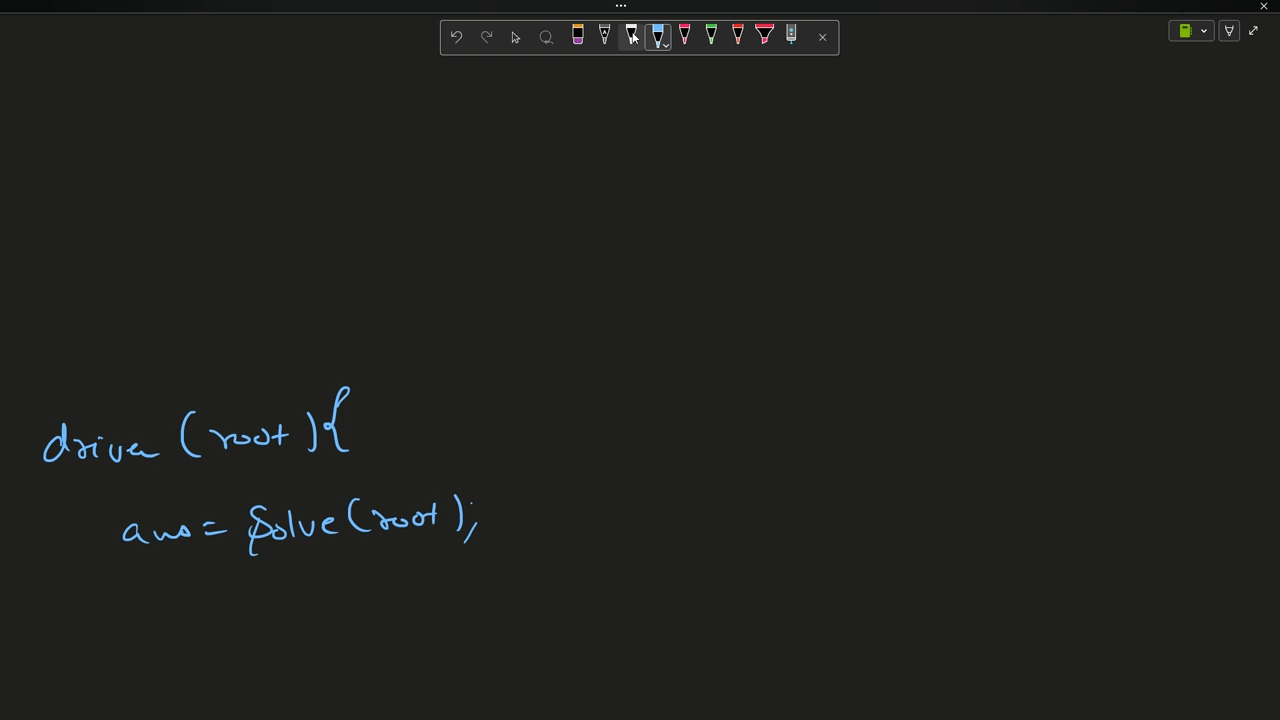 driver (root){
ans = Solve(root);